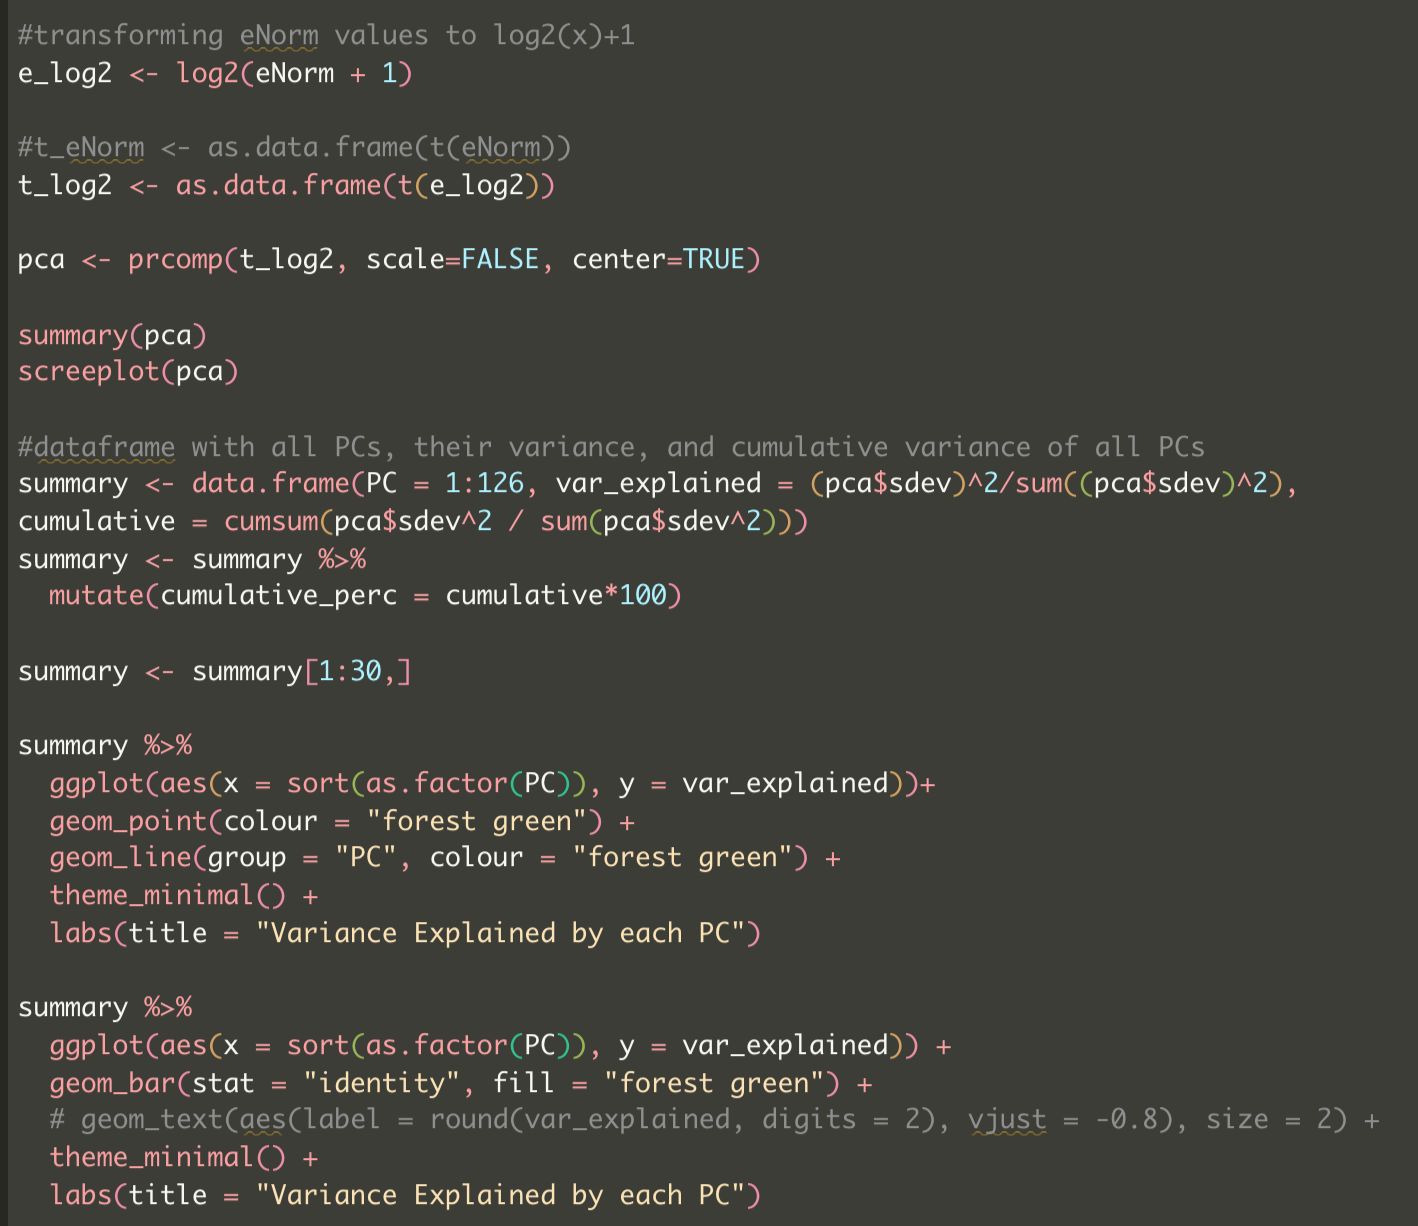 #transforming eNorm values to log2(x)+1
e_log2 <- log2(eNorm + 1)
#t_eNorm <- as.data.frame(t(eNorm))
t_log2 <- as.data.frame(t(e_log2))
pca <- prcomp(t_log2, scale=FALSE, center=TRUE)
summary(pca)
screeplot(pca)
#dataframe with all PCs, their variance, and cumulative variance of all PCs
summary <- data.frame(PC = 1:126, var_explained = (pca$sdev)^2/sum((pca$sdev)^2),
cumulative = cumsum(pca$sdev^2 / sum(pca$sdev^2)))
summary <- summary %>%
  mutate(cumulative_perc = cumulative*100)
summary <- summary[1:30,]
summary %>%
  ggplot(aes(x = sort(as.factor(PC)), y = var_explained))+
  geom_point(colour = "forest green") +
  geom_line(group = "PC", colour = "forest green") +
  theme_minimal() +
  labs(title = "Variance Explained by each PC")
summary %>%
  ggplot(aes(x = sort(as.factor(PC)), y = var_explained)) +
  geom_bar(stat = "identity", fill = "forest green") +
  # geom_text(aes(label = round(var_explained, digits = 2), vjust = -0.8), size = 2) +
  theme_minimal() +
  labs(title = "Variance Explained by each PC")